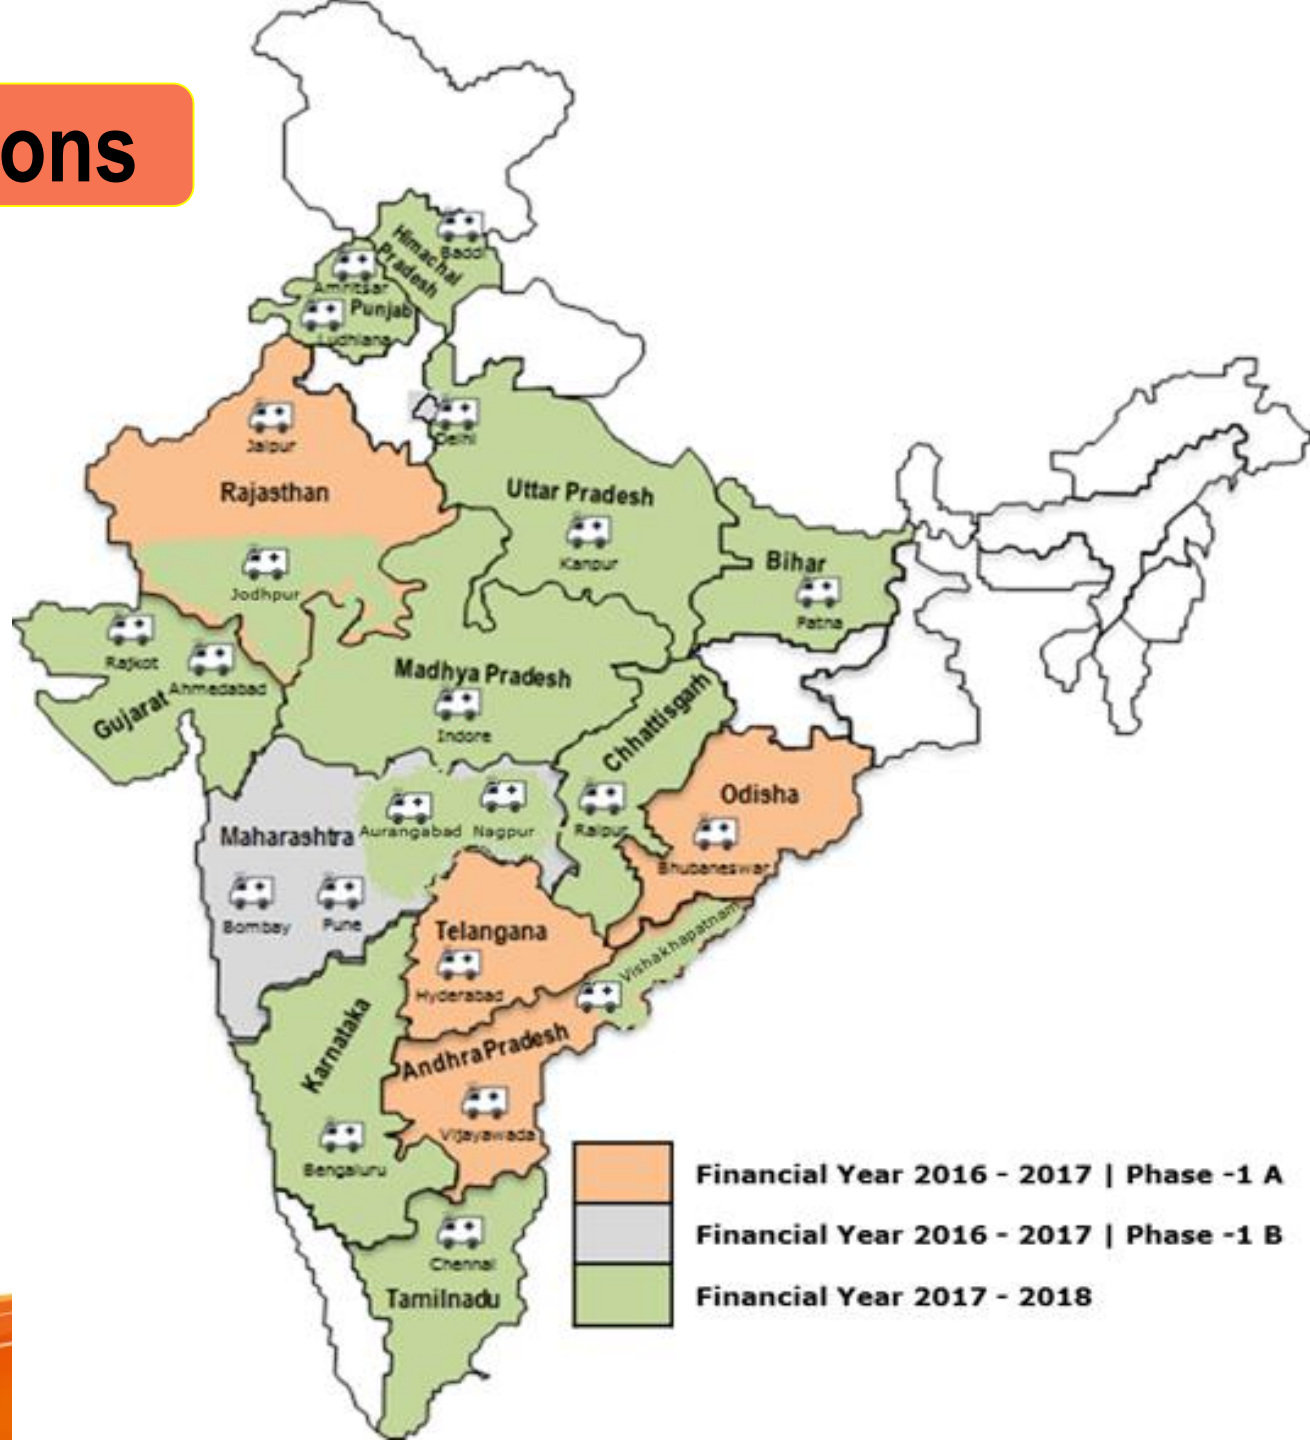 ons
Himachal
Pradesh
Baddi
Amritsar
Punjab
Ludhiana
Jaipur
Delhi
Rajasthan
Uttar Pradesh
Kanpur
Bihar
Patna
Jodhpur
Rajkot
Ahmedabad
Gujarat
Madhya Pradesh
Indore
Chhattisgarh
Raipur
Odisha
Bhubaneswar
Maharashtra
Aurangabad
Nagpur
Bombay
Pune
Telangana
Hyderabad
Vishakhapatnam
Karnataka
Andhra Pradesh
Vijayawada
Bengaluru
Chennai
Tamilnadu
Financial Year 2016 - 2017 | Phase -1 A
Financial Year 2016 - 2017 | Phase -1 B
Financial Year 2017 - 2018